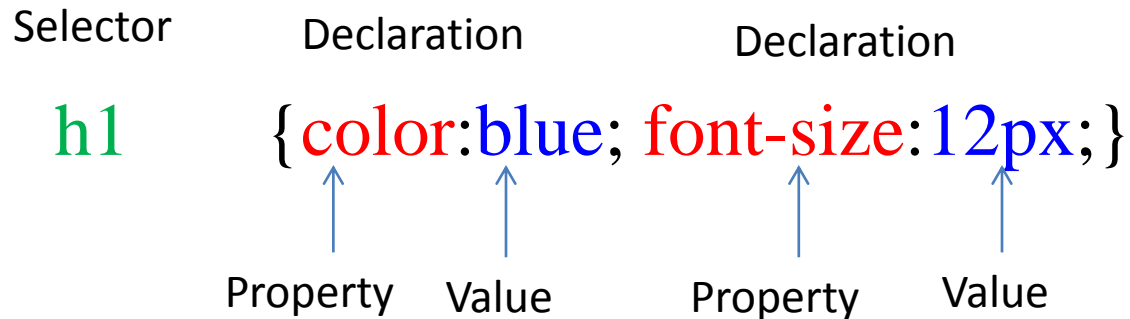 Selector Declaration Declaration
h1 {color:blue; font-size:12px;}
Property Value Property Value